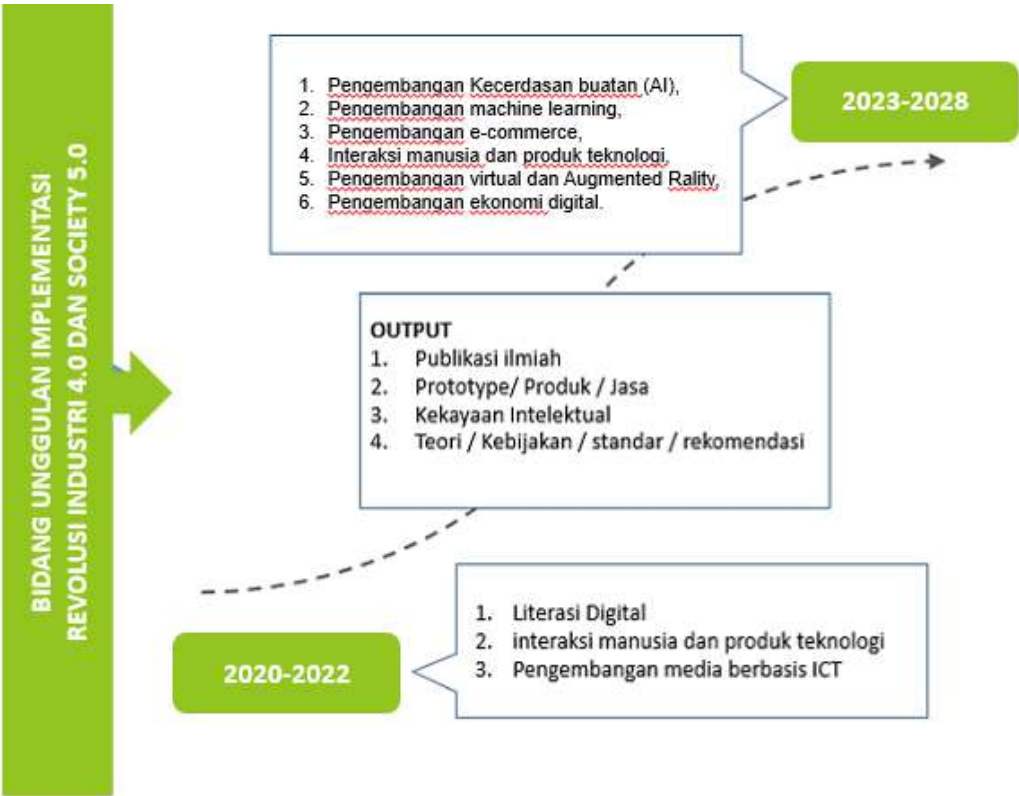 BIDANG UNGGULAN IMPLEMENTASI
REVOLUSI INDUSTRI 4.0 DAN SOCIETY 5.0
1. Pengembangan Kecerdasan buatan (AI),
2. Pengembangan machine learning,
3. Pengembangan e-commerce,
4. Interaksi manusia dan produk teknologi,
5. Pengembangan virtual dan Augmented Rality,
6. Pengembangan ekonomi digital.
2023-2028
OUTPUT
1. Publikasi ilmiah
2. Prototype/ Produk / Jasa
3. Kekayaan Intelektual
4. Teori / Kebijakan / standar / rekomendasi
2020-2022
1. Literasi Digital
2. interaksi manusia dan produk teknologi
3. Pengembangan media berbasis ICT